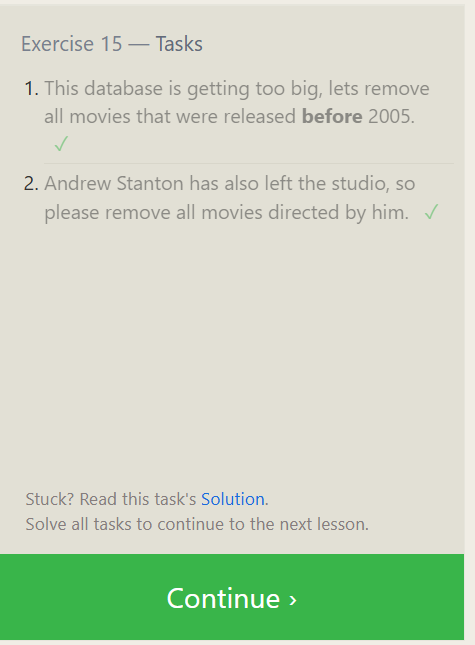 Exercise 15 — Tasks
1. This database is getting too big, lets remove
all movies that were released before 2005.
✓
2. Andrew Stanton has also left the studio, so
please remove all movies directed by him. ✓
Stuck? Read this task's Solution.
Solve all tasks to continue to the next lesson.
Continue ›